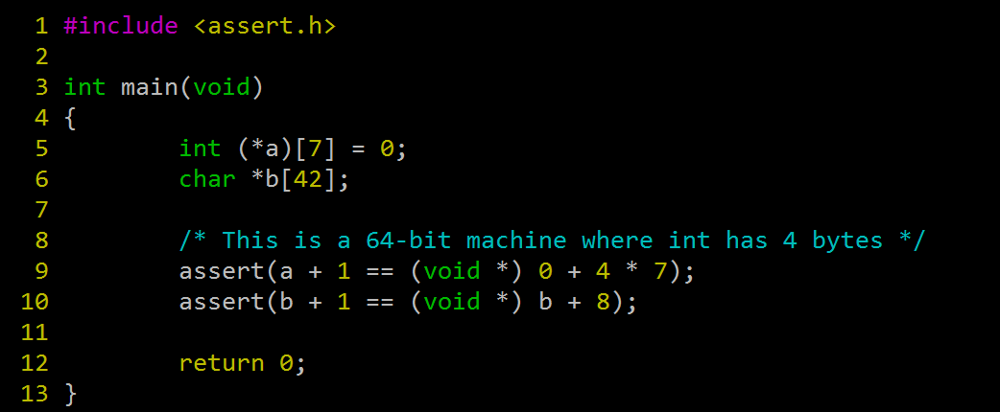 1 #include <assert.h>
2
3 int main(void)
4 {
5         int (*a)[7] = 0;
6         char *b[42];
7
8         /* This is a 64-bit machine where int has 4 bytes */
9         assert(a + 1 == (void *) 0 + 4 * 7);
10         assert(b + 1 == (void *) b + 8);
11
12         return 0;
13 }